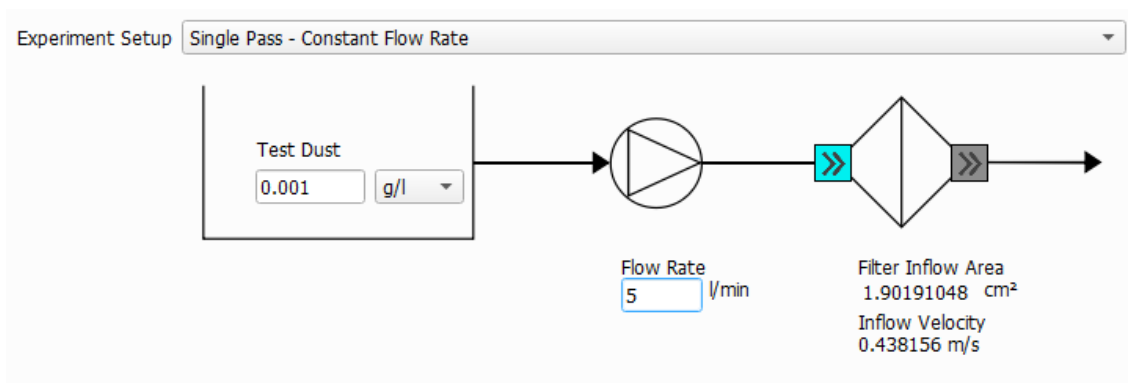 Experiment Setup Single Pass - Constant Flow Rate
Test Dust
0.001 g/l
Flow Rate
5 l/min
Filter Inflow Area
1.90191048 cm²
Inflow Velocity
0.438156 m/s